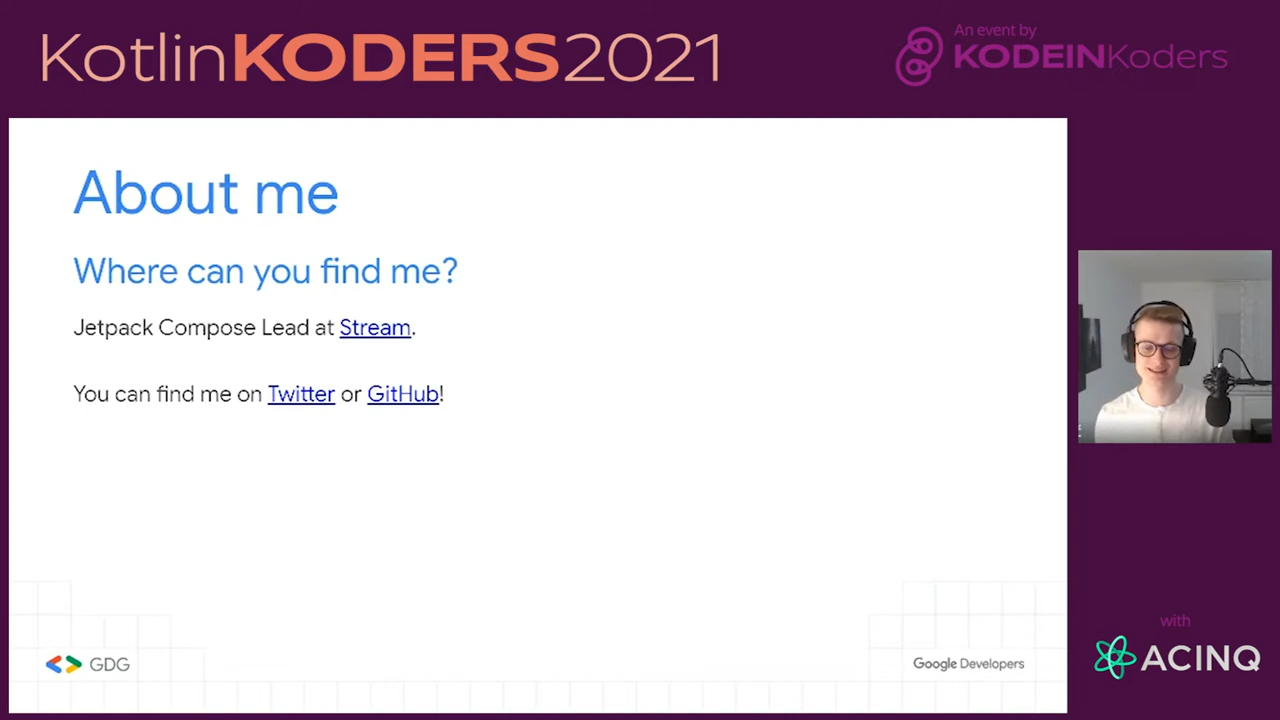 KotlinKODERS2021
An event by
KODEINKoders
About me
Where can you find me?
Jetpack Compose Lead at Stream.
You can find me on Twitter or GitHub!
GDG
Google Developers
with
ACINQ